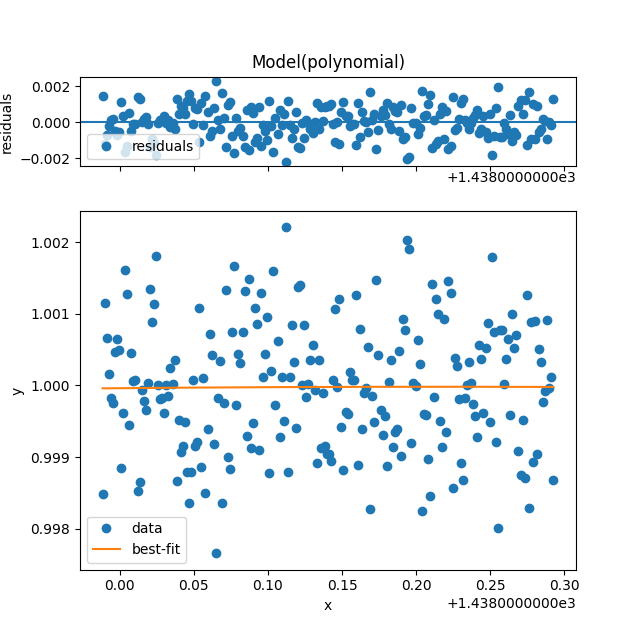 Model(polynomial)
0.002
0.000
−0.002
residuals
residuals
+1.4380000000e3
1.002
1.001
1.000
0.999
0.998
y
data
best-fit
0.00 0.05 0.10 0.15 0.20 0.25 0.30
x
+1.4380000000e3